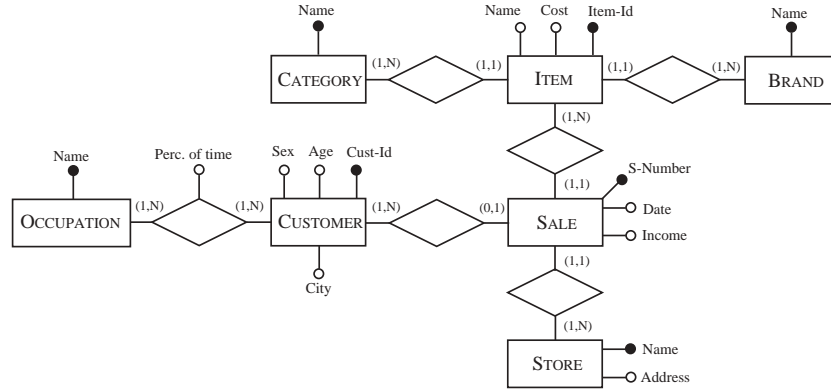 Name Cost Item-Id
Name Name
CATEGORY (1,N) (1,1) ITEM (1,1) (1,N) BRAND
(1,N)
Name Perc. of time Sex Age Cust-Id S-Number
(1,1)
OCCUPATION (1,N) (1,N) CUSTOMER (1,N) (0,1) SALE Date
Income
City (1,1)
(1,N)
STORE Name
Address